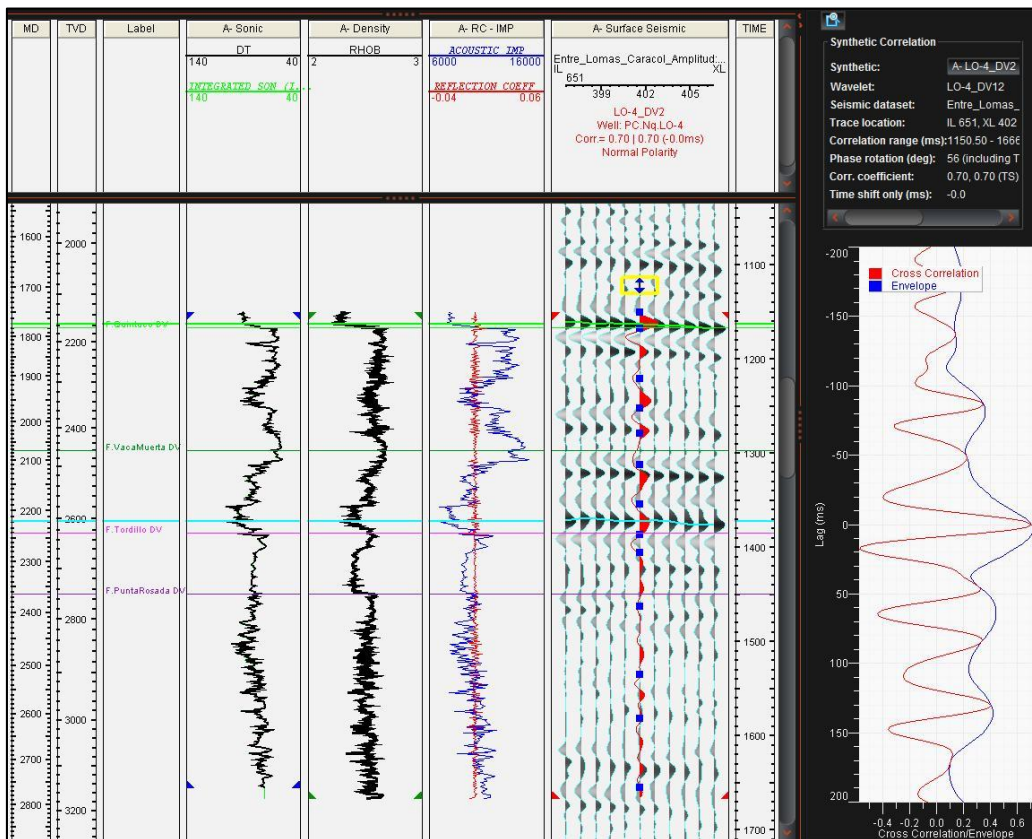 MD
TVD
Label
A- Sonic
A- Density
A- RC - IMP
A- Surface Seismic
TIME
DT
140 40
INTEGRATED SON (I...
140 40
RHOB
2 3
ACOUSTIC IMP
6000 16000
REFLECTION COEFF
-0.04 0.06
Entre_Lomas_Caracol_Amplitud:...
IL XL
651
399 402 405
LO-4_DV2
Well: PC.Nq.LO-4
Corr.= 0.70 | 0.70 (-0.0ms)
Normal Polarity
Synthetic Correlation
Synthetic: A- LO-4_DV2
Wavelet: LO-4_DV12
Seismic dataset: Entre_Lomas_
Trace location: IL 651, XL 402
Correlation range (ms): 1150.50 - 1666
Phase rotation (deg): 56 (including T
Corr. coefficient: 0.70, 0.70 (TS)
Time shift only (ms): -0.0
1600
1700
1800
1900
2000
2100
2200
2300
2400
2500
2600
2700
2800
2000
2200
2400
2600
2800
3000
3200
F.Quintuco DV
F.VacaMuerta DV
F.Tordillo DV
F.PuntaRosada DV
1100
1200
1300
1400
1500
1600
1700
Cross Correlation
Envelope
-200
-150
-100
-50
0
50
100
150
200
Lag (ms)
-0.4 -0.2 0.0 0.2 0.4 0.6
Cross Correlation/Envelope